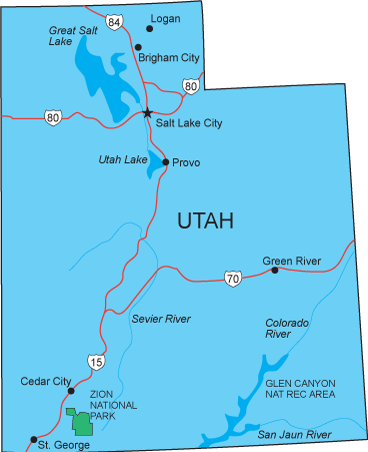 84
Logan
Great Salt
Lake
Brigham City
80
80
Salt Lake City
Utah Lake
Provo
UTAH
Green River
70
Sevier River
Colorado
River
15
Cedar City
GLEN CANYON
NAT REC AREA
ZION
NATIONAL
PARK
San Jaun River
St. George